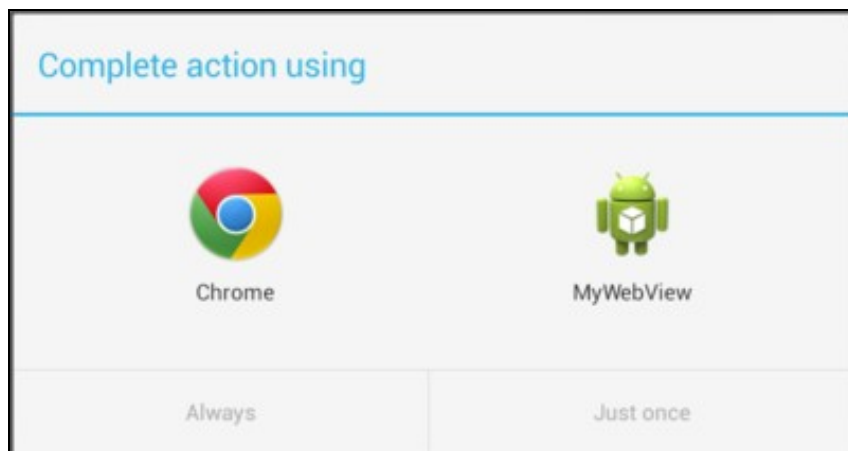 Complete action using
Chrome
MyWebView
Always
Just once